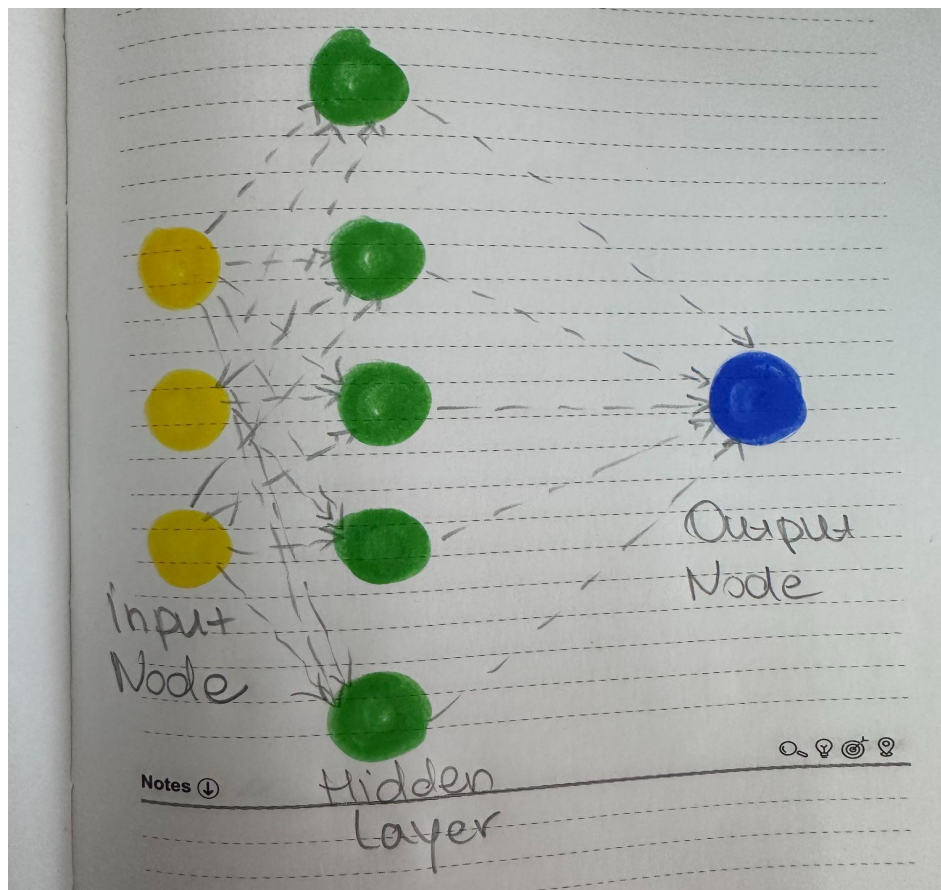 Input
Node
Output
Node
Notes
Hidden
Layer